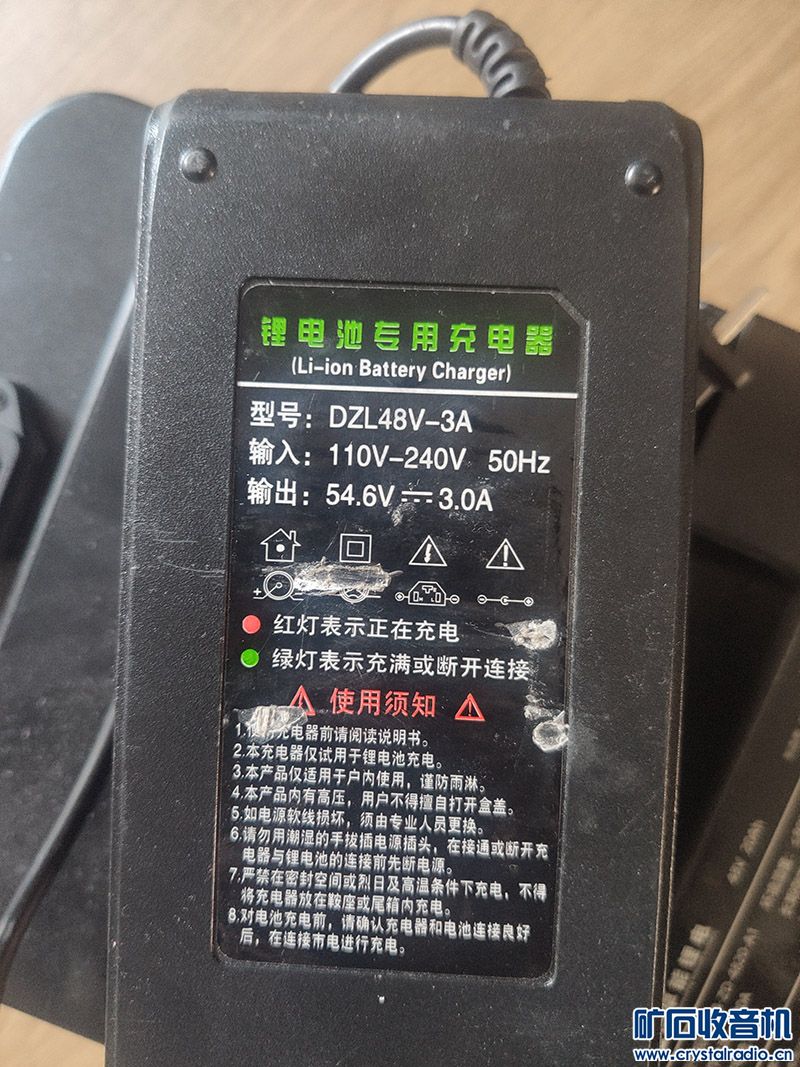 锂电池专用充电器
(Li-ion Battery Charger)
型号：DZL48V-3A
输入：110V-240V 50Hz
输出：54.6V⎓3.0A
红灯表示正在充电
绿灯表示充满或断开连接
使用须知
充电器前请阅读说明书。
2.本充电器仅试用于锂电池充电。
3.本产品仅适用于户内使用，谨防雨淋。
4.本产品内有高压，用户不得擅自打开盒盖。
5.如电源软线损坏，须由专业人员更换。
6.请勿用潮湿的手拔插电源插头，在接通或断开充
电器与锂电池的连接前先断电源。
7.严禁在密封空间或烈日及高温条件下充电，不得
将充电器放在鞍座或尾箱内充电。
8.对电池充电前，请确认充电器和电池连接良好
后，在连接市电进行充电。
48V 20Ah
矿石收音机
www.crystalradio.cn